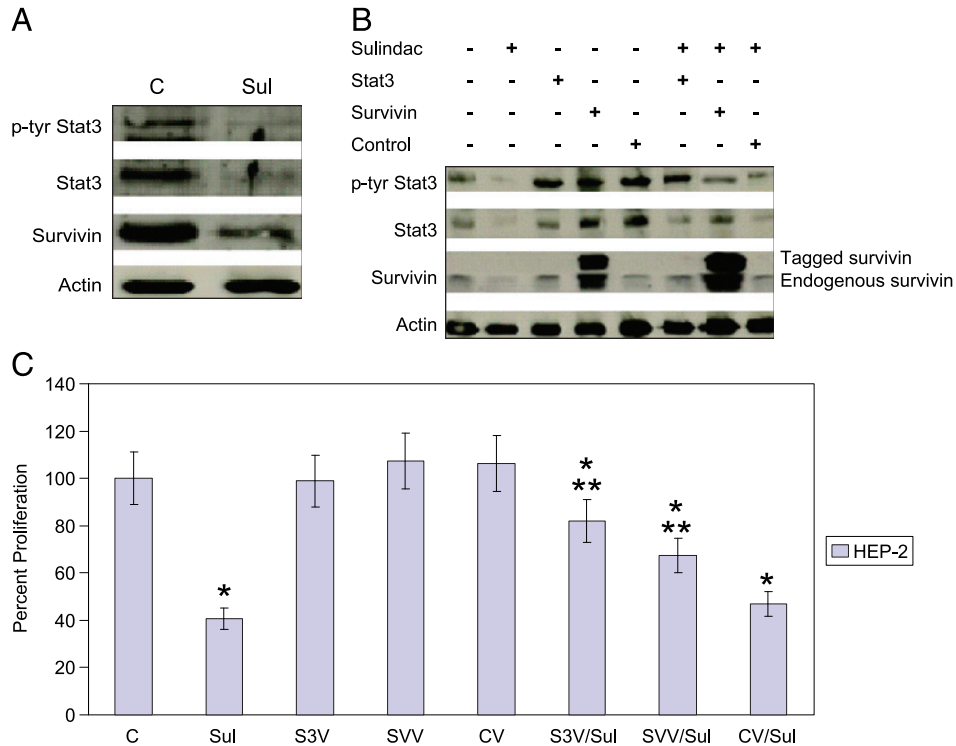 A
C Sul
p-tyr Stat3
Stat3
Survivin
Actin
B
Sulindac - + - - - + + +
Stat3 - - + - - + - -
Survivin - - - + - - + -
Control - - - - + - - +
p-tyr Stat3
Stat3
Survivin
Tagged survivin
Endogenous survivin
Actin
C
Percent Proliferation
140
120
100
80
60
40
20
0
*
*
**
*
**
*
C Sul S3V SVV CV S3V/Sul SVV/Sul CV/Sul
HEP-2